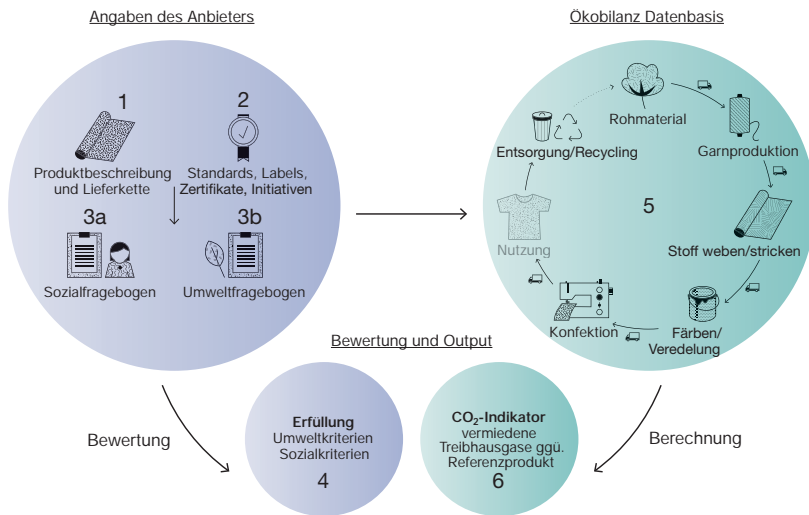 Angaben des Anbieters
Ökobilanz Datenbasis
1
2
Produktbeschreibung
und Lieferkette
Standards, Labels,
Zertifikate, Initiativen
3a
3b
Sozialfragebogen
Umweltfragebogen
Rohmaterial
Garnproduktion
Stoff weben/stricken
Färben/
Veredelung
Konfektion
Nutzung
Entsorgung/Recycling
5
Bewertung und Output
Bewertung
Erfüllung
Umweltkriterien
Sozialkriterien
4
CO₂-Indikator
vermiedene
Treibhausgase ggü.
Referenzprodukt
6
Berechnung